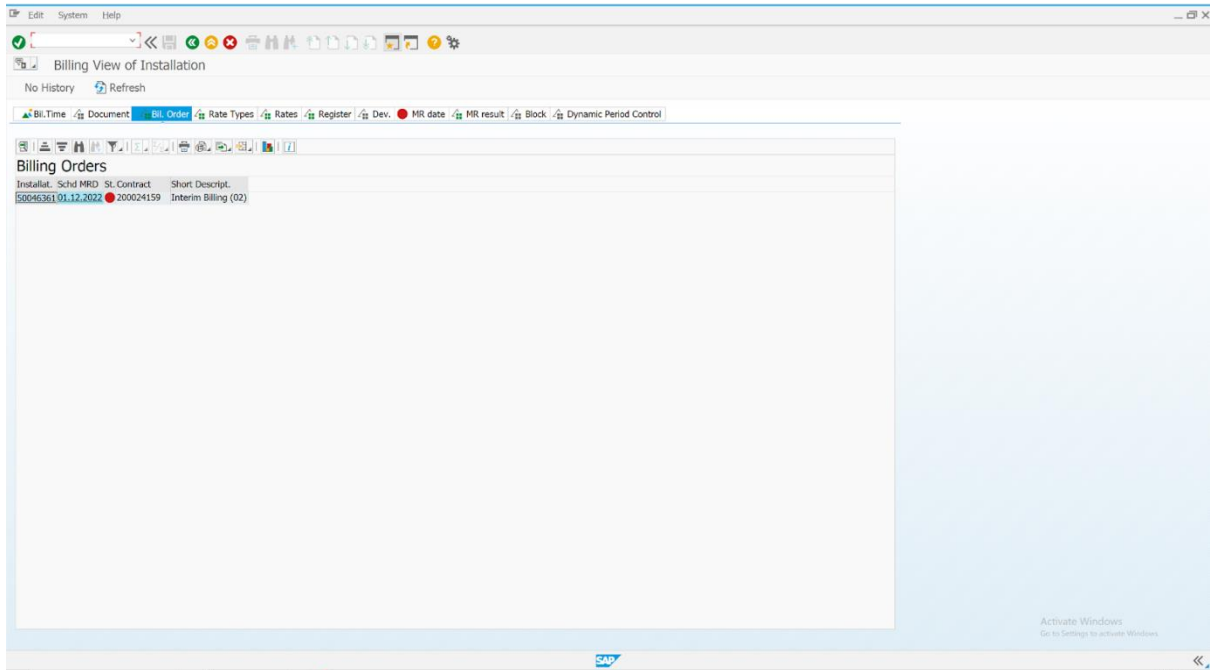 Edit System Help
Billing View of Installation
No History Refresh
Bil.Time Document Bil. Order Rate Types Rates Register Dev. MR date MR result Block Dynamic Period Control
Billing Orders
Installat. Schd MRD St. Contract Short Descript.
50046361 01.12.2022 200024159 Interim Billing (02)
Activate Windows
Go to Settings to activate Windows.
SAP